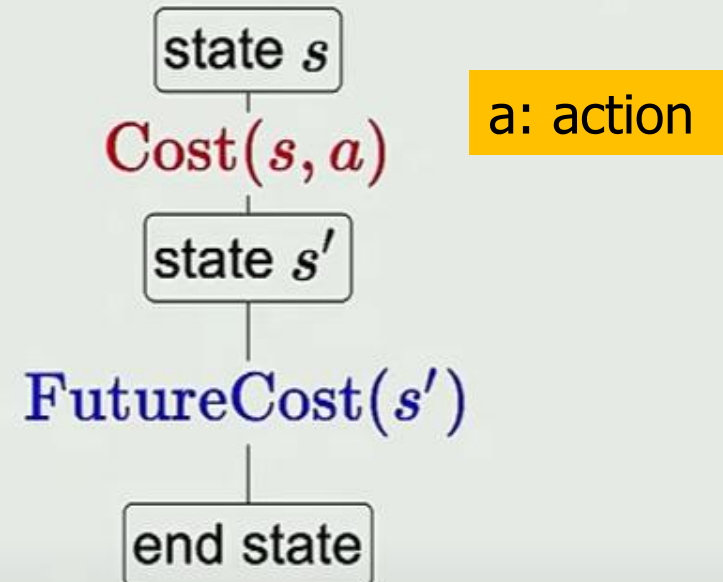 state s
a: action
Cost(s, a)
state s′
FutureCost(s′)
end state